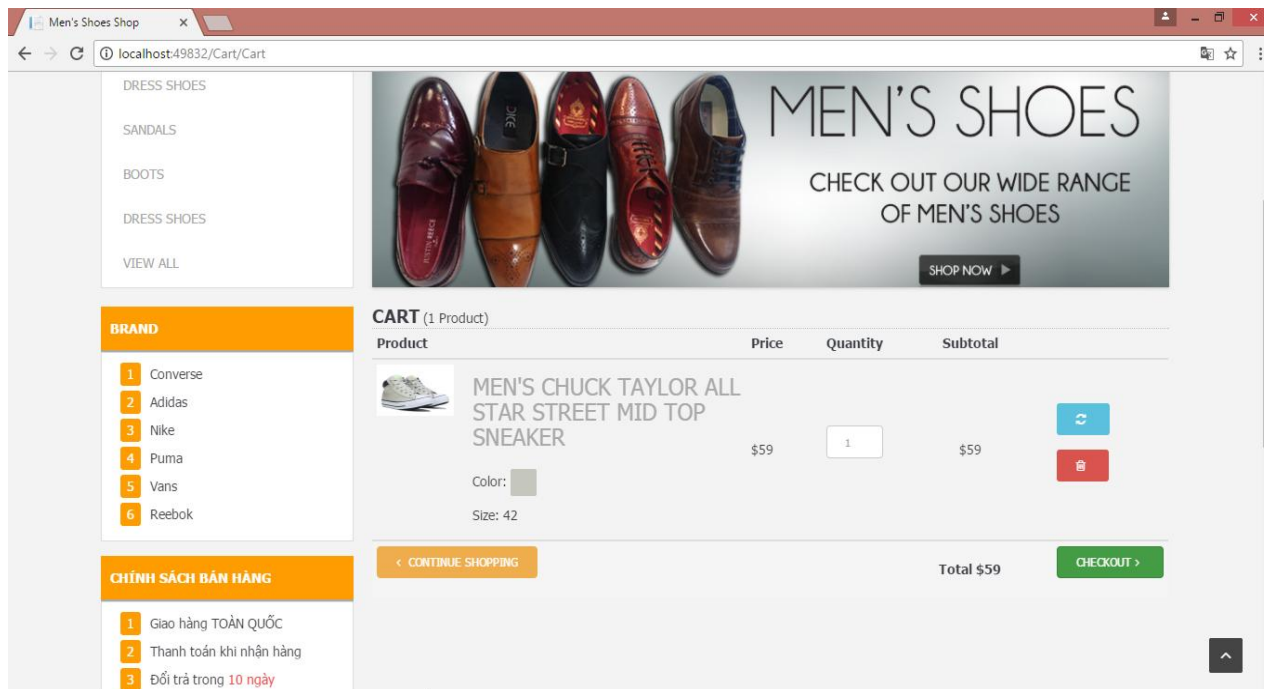 Men's Shoes Shop
localhost:49832/Cart/Cart
DRESS SHOES
SANDALS
BOOTS
DRESS SHOES
VIEW ALL
DICE
JUSTIN REECE
MEN'S SHOES
CHECK OUT OUR WIDE RANGE
OF MEN'S SHOES
SHOP NOW
BRAND
1 Converse
2 Adidas
3 Nike
4 Puma
5 Vans
6 Reebok
CHÍNH SÁCH BÁN HÀNG
1 Giao hàng TOÀN QUỐC
2 Thanh toán khi nhận hàng
3 Đổi trả trong 10 ngày
CART (1 Product)
Product Price Quantity Subtotal
MEN'S CHUCK TAYLOR ALL
STAR STREET MID TOP
SNEAKER
$59 1 $59
Color:
Size: 42
‹ CONTINUE SHOPPING
Total $59
CHECKOUT ›